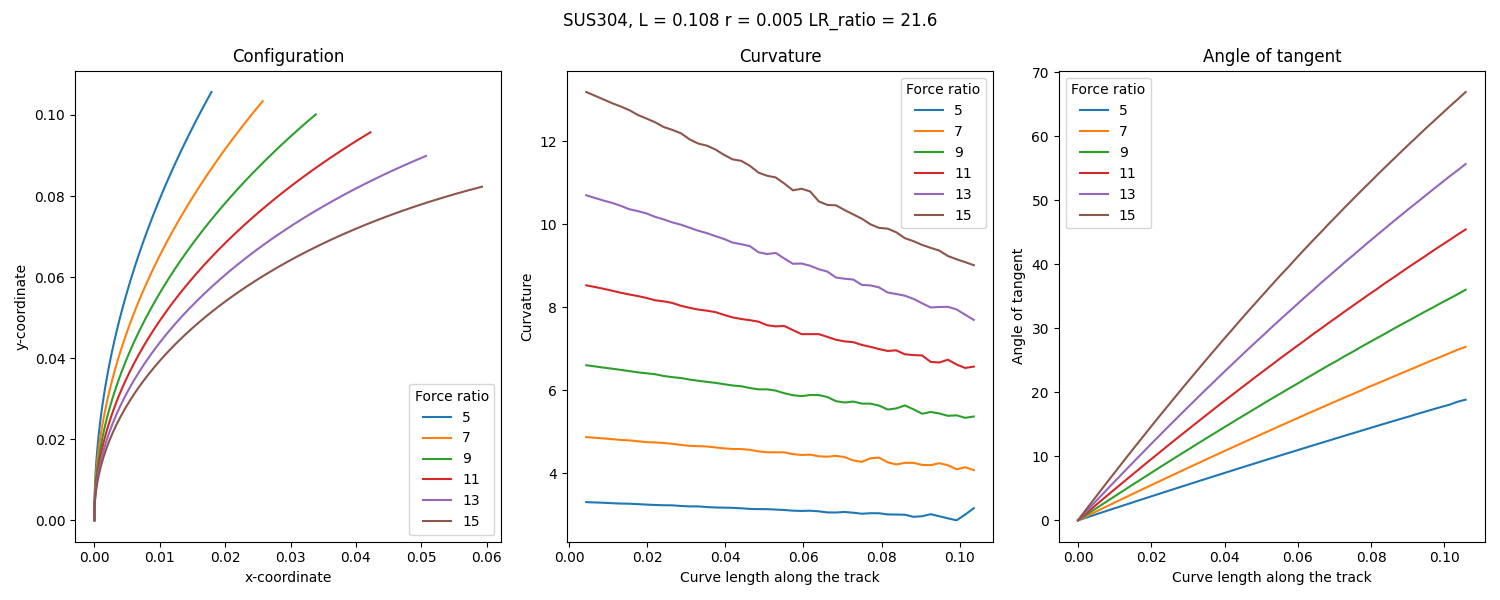 SUS304, L = 0.108 r = 0.005 LR_ratio = 21.6
Configuration
y-coordinate
0.10
0.08
0.06
0.04
0.02
0.00
0.00 0.01 0.02 0.03 0.04 0.05 0.06
x-coordinate
Force ratio
5
7
9
11
13
15
Curvature
Curvature
12
10
8
6
4
0.00 0.02 0.04 0.06 0.08 0.10
Curve length along the track
Force ratio
5
7
9
11
13
15
Angle of tangent
Angle of tangent
70
60
50
40
30
20
10
0
0.00 0.02 0.04 0.06 0.08 0.10
Curve length along the track
Force ratio
5
7
9
11
13
15